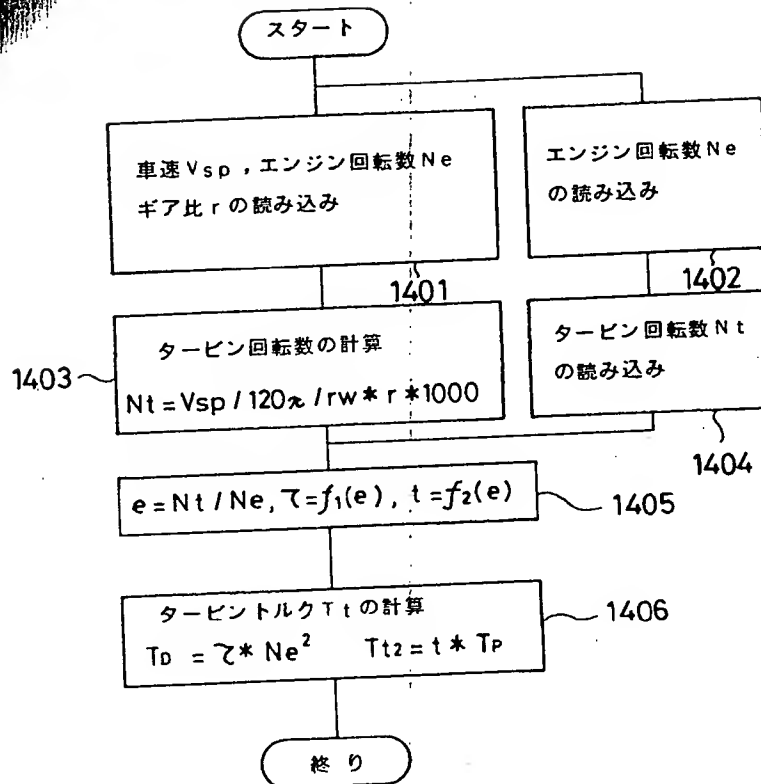 スタート
車速Vsp,エンジン回転数Ne
ギア比rの読み込み
1401
エンジン回転数Ne
の読み込み
1402
タービン回転数の計算
Nt=Vsp/120π/rw*r*1000
1403
タービン回転数Nt
の読み込み
1404
e=Nt/Ne, τ=f1(e), t=f2(e)
1405
タービントルクTtの計算
TD =τ* Ne² Tt2=t* TP
1406
終り